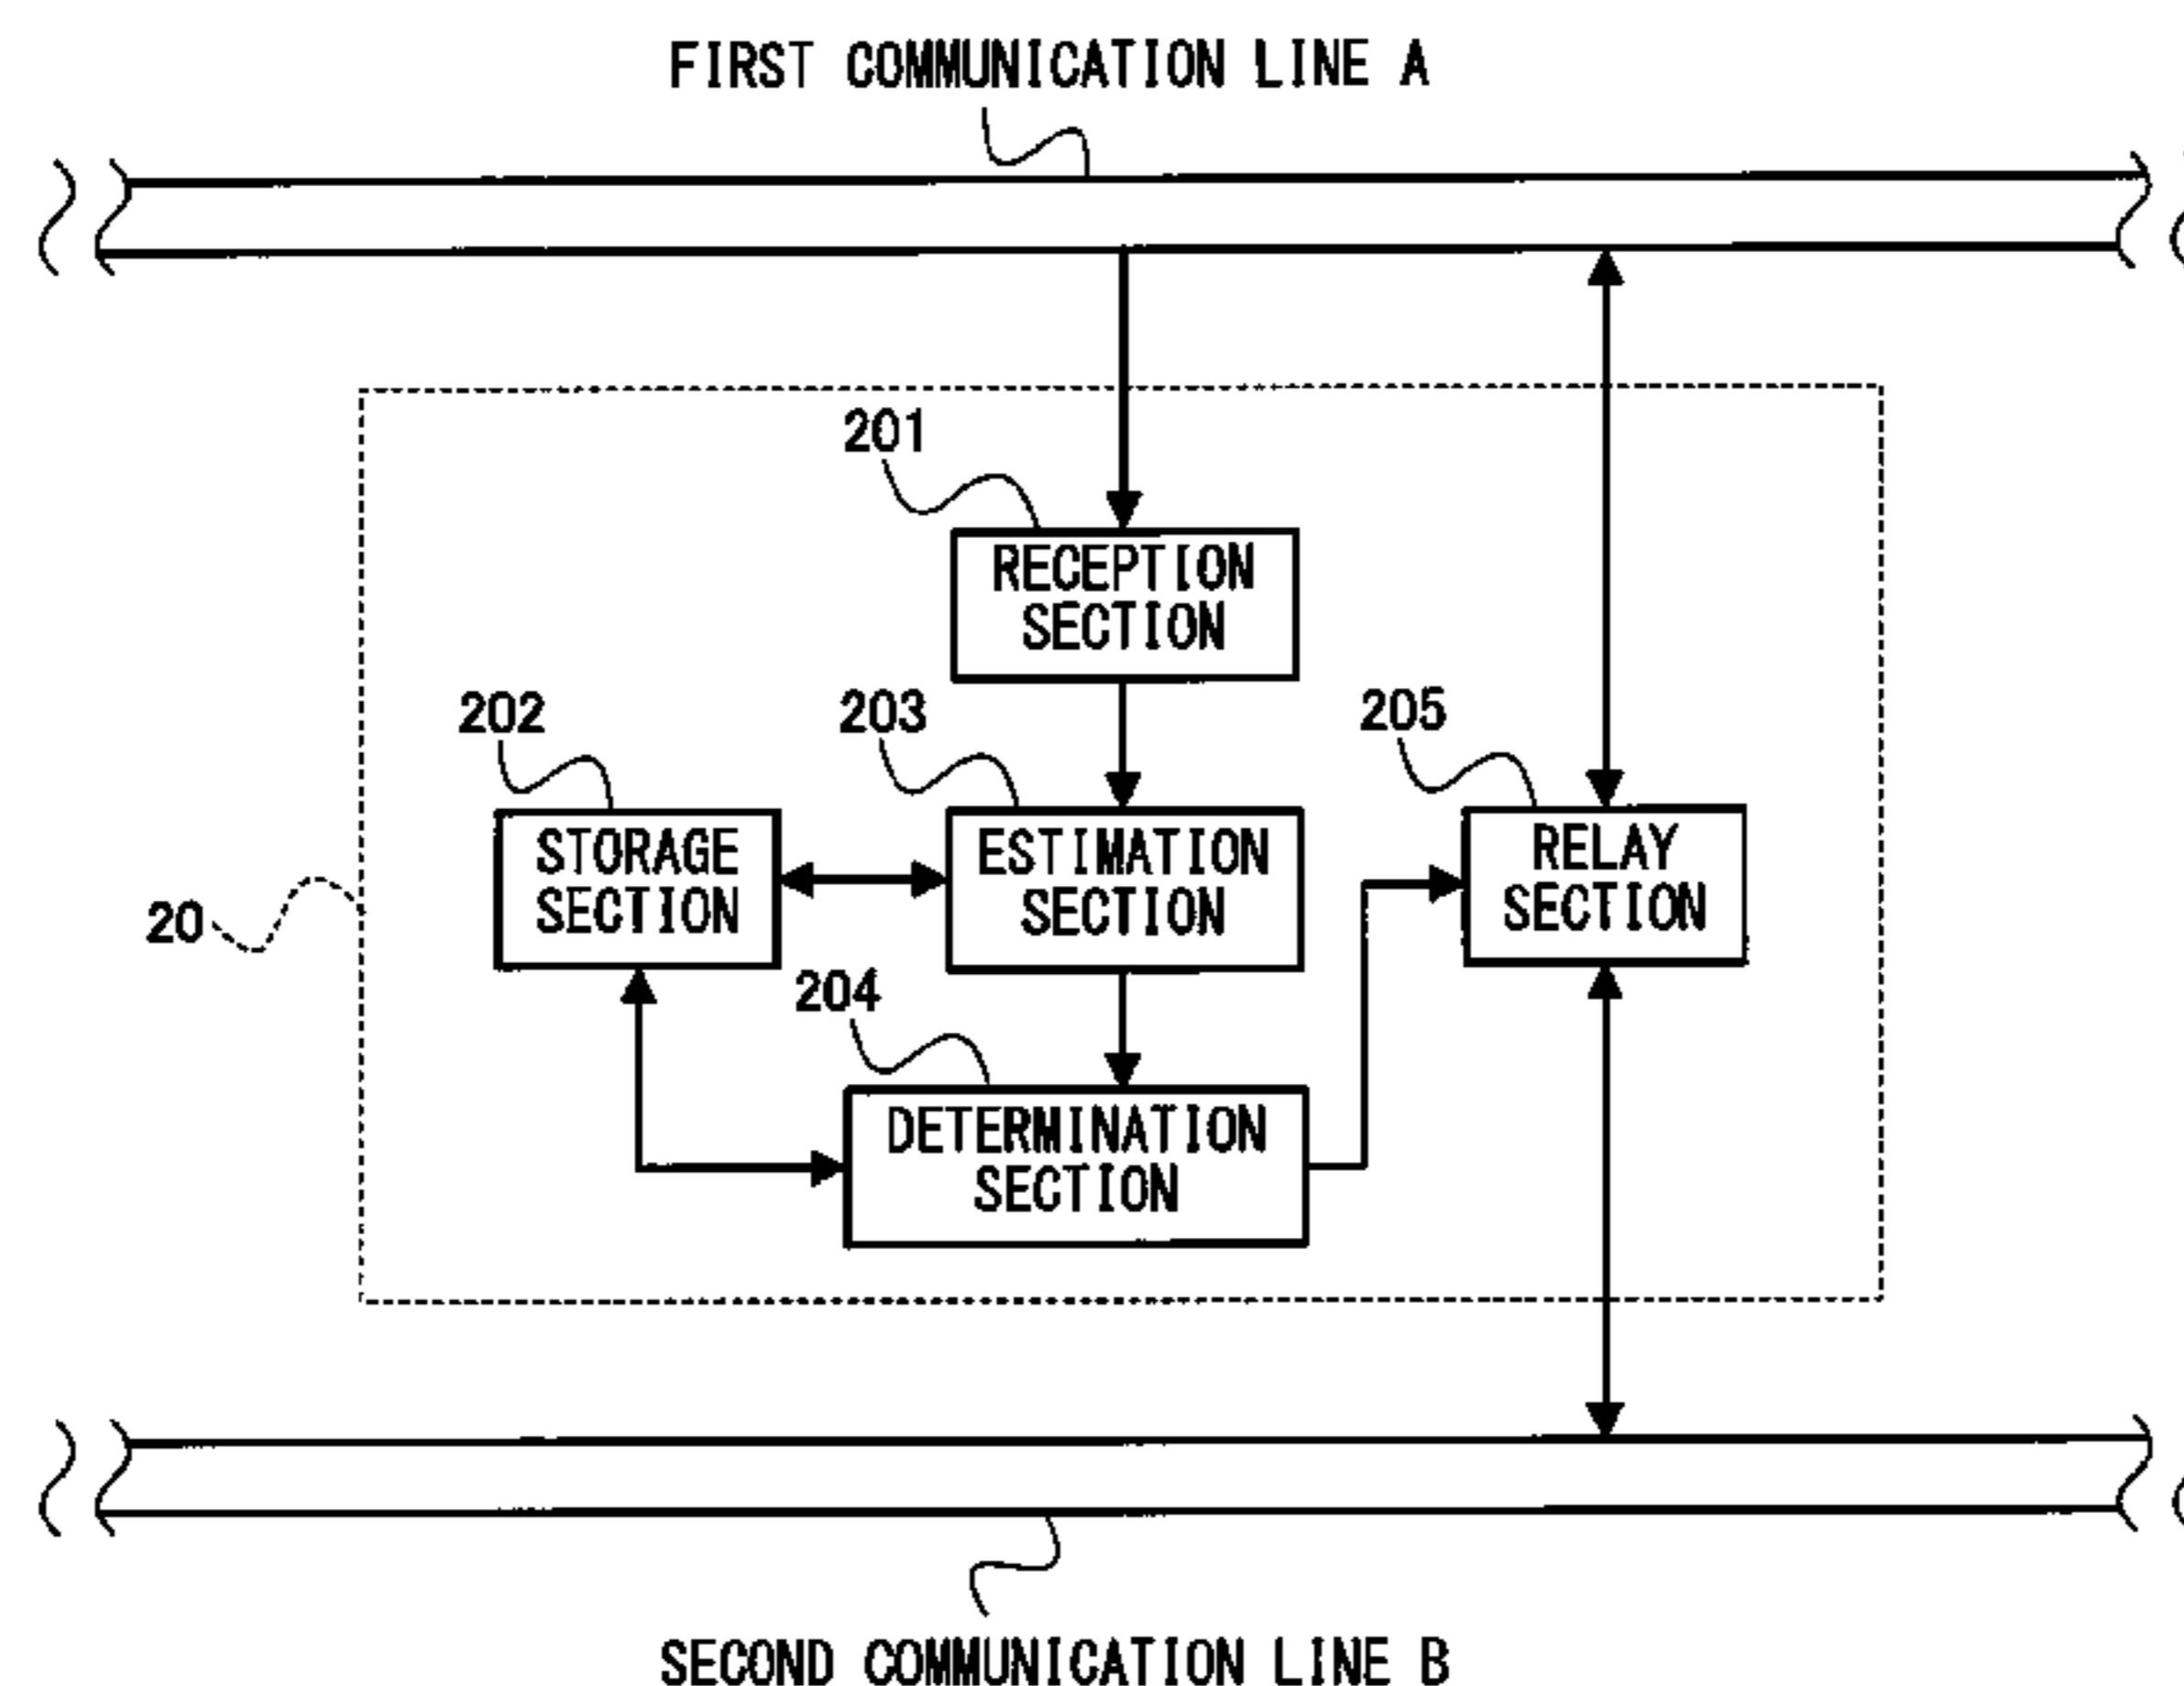 FIRST COMMUNICATION LINE A
201
RECEPTION
SECTION
202
203
205
STORAGE
SECTION
ESTIMATION
SECTION
RELAY
SECTION
20
204
DETERMINATION
SECTION
SECOND COMMUNICATION LINE B